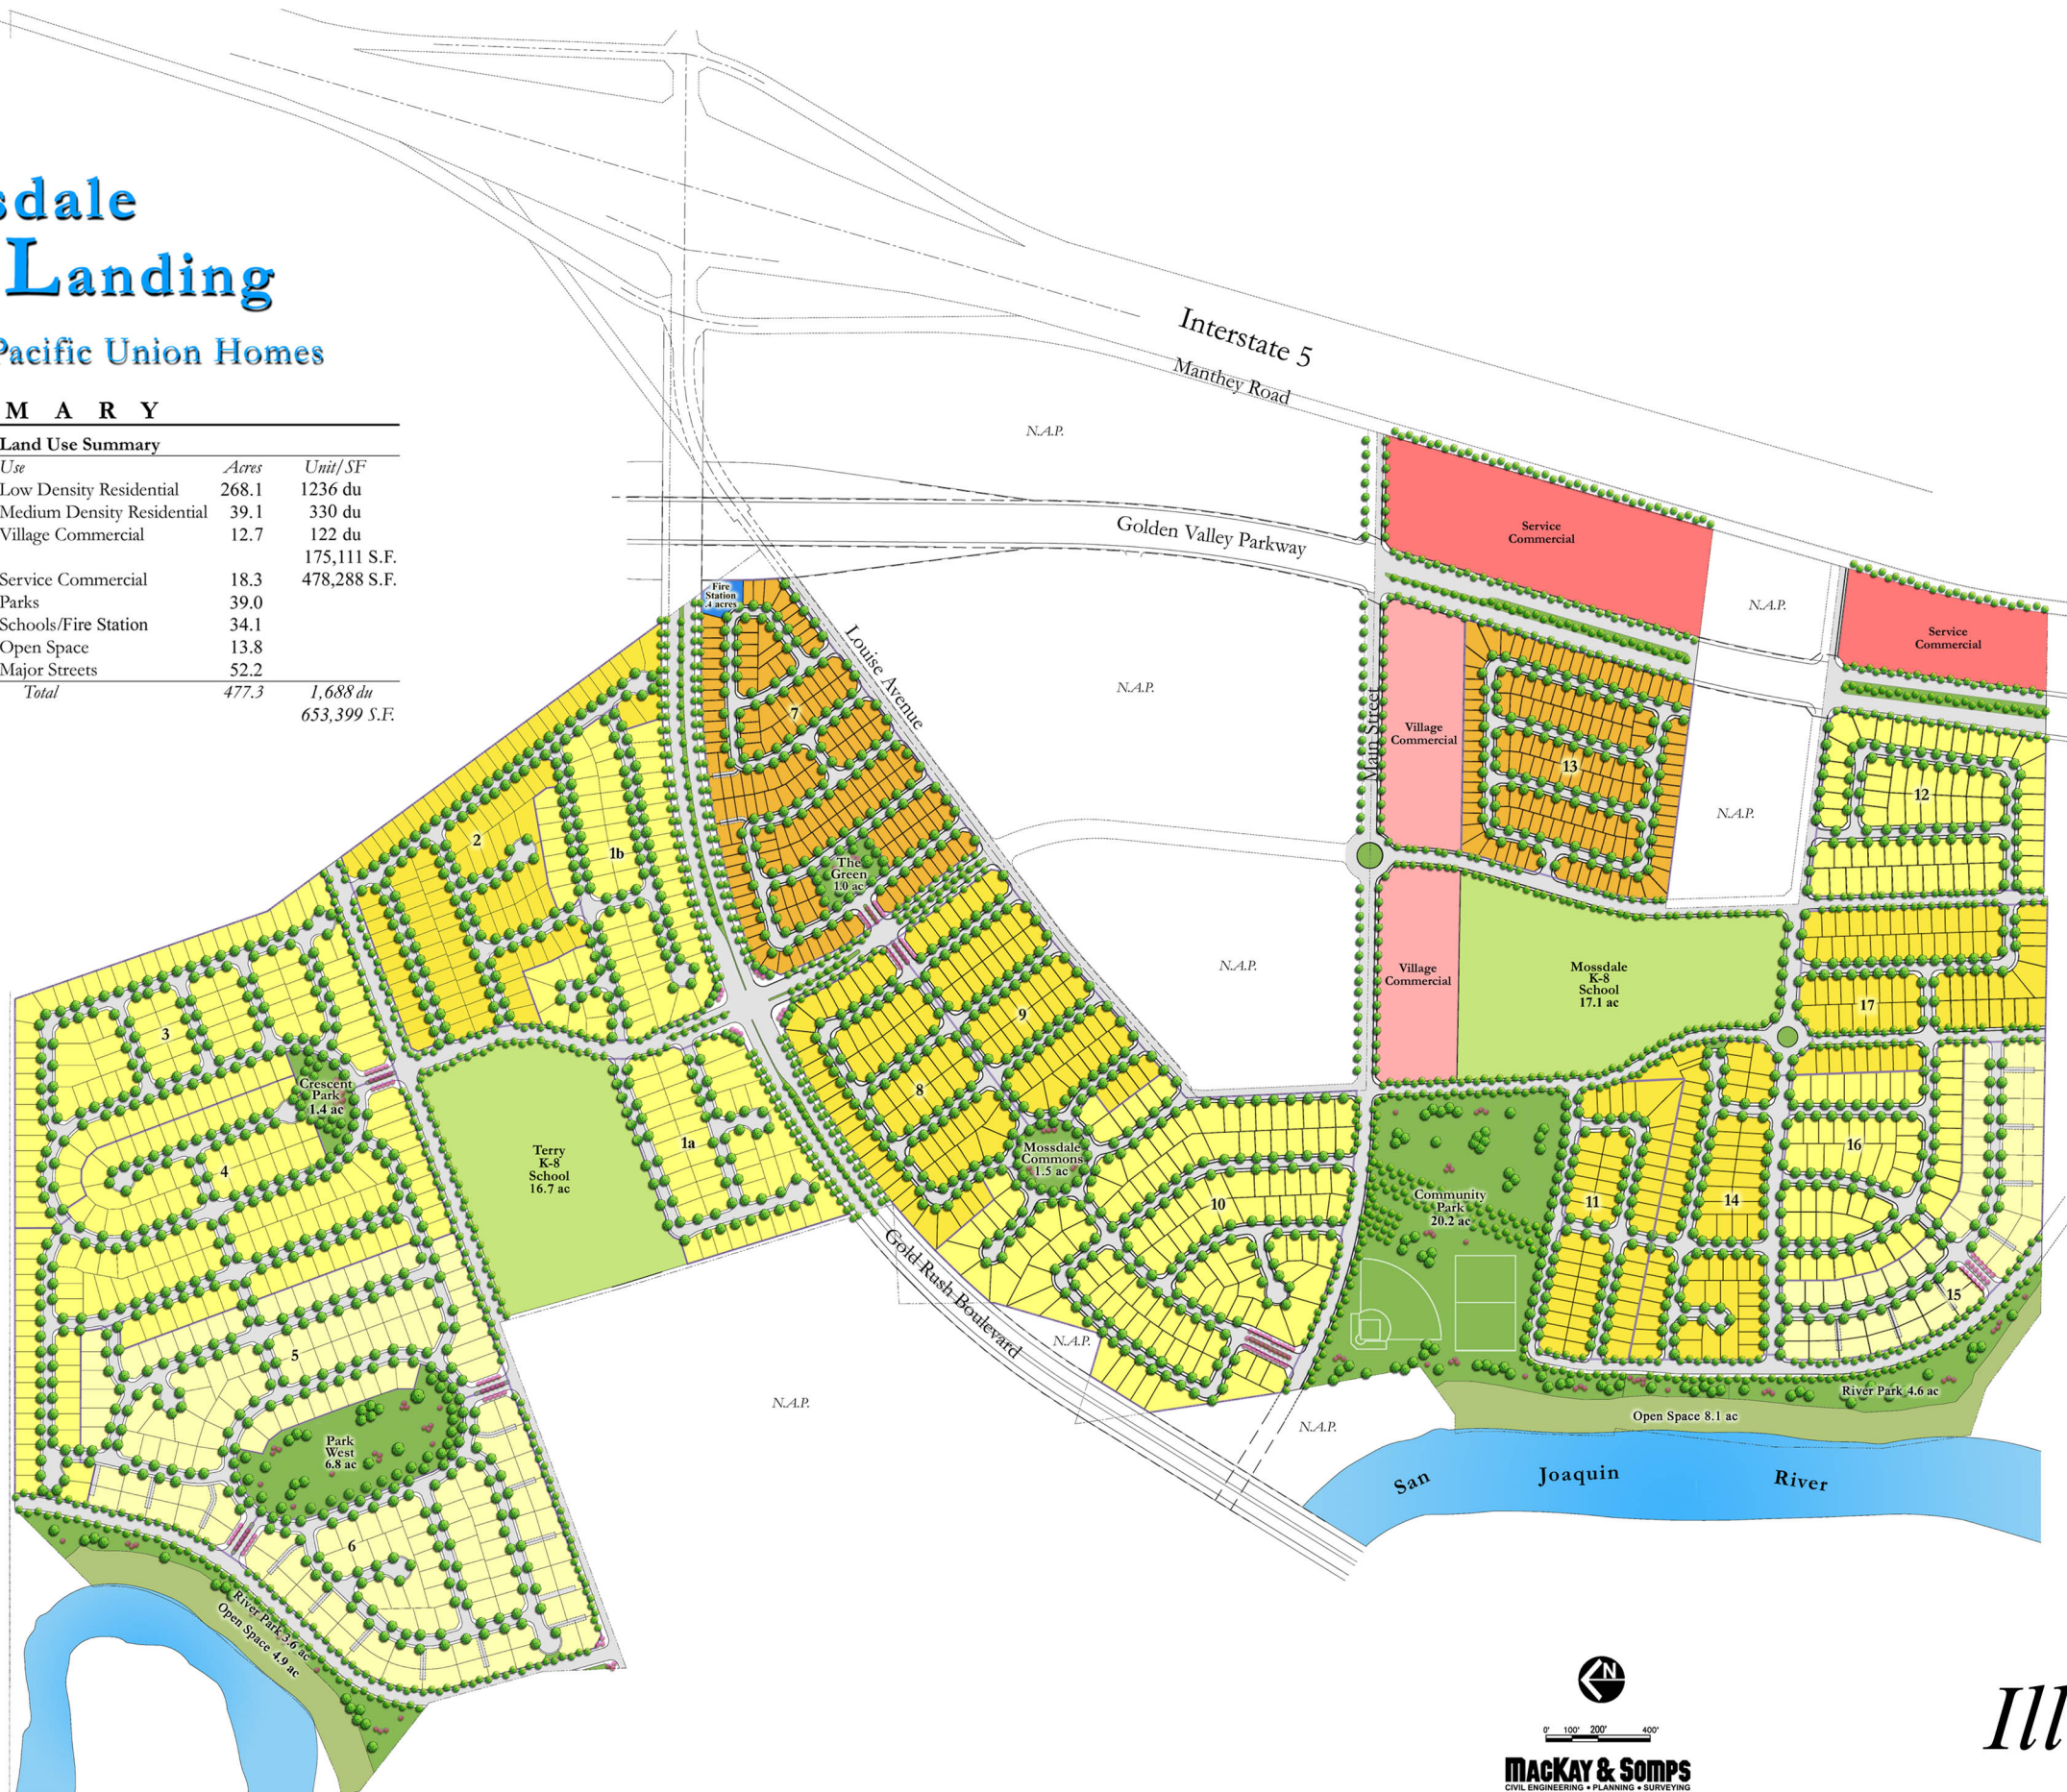 sdale
Landing
Pacific Union Homes
M A R Y
Land Use Summary
Use Acres Unit/SF
Low Density Residential 268.1 1236 du
Medium Density Residential 39.1 330 du
Village Commercial 12.7 122 du
175,111 S.F.
Service Commercial 18.3 478,288 S.F.
Parks 39.0
Schools/Fire Station 34.1
Open Space 13.8
Major Streets 52.2
Total 477.3 1,688 du
653,399 S.F.
Interstate 5
Manthey Road
N.A.P.
Golden Valley Parkway
Service
Commercial
Service
Commercial
N.A.P.
Fire
Station
.4 acres
Louise Avenue
N.A.P.
Main Street
Village
Commercial
7
13
N.A.P.
12
2
1b
The
Green
1.0 ac
N.A.P.
Village
Commercial
Mossdale
K-8
School
17.1 ac
17
3
9
8
Crescent
Park
1.4 ac
4
Terry
K-8
School
16.7 ac
1a
Mossdale
Commons
1.5 ac
10
Community
Park
20.2 ac
11
14
16
15
Gold Rush Boulevard
N.A.P.
5
N.A.P.
N.A.P.
River Park 4.6 ac
Open Space 8.1 ac
Park
West
6.8 ac
San Joaquin River
6
River Park 3.6 ac
Open Space 4.9 ac
N
0' 100' 200' 400'
MACKAY & SOMPS
CIVIL ENGINEERING • PLANNING • SURVEYING
Ill